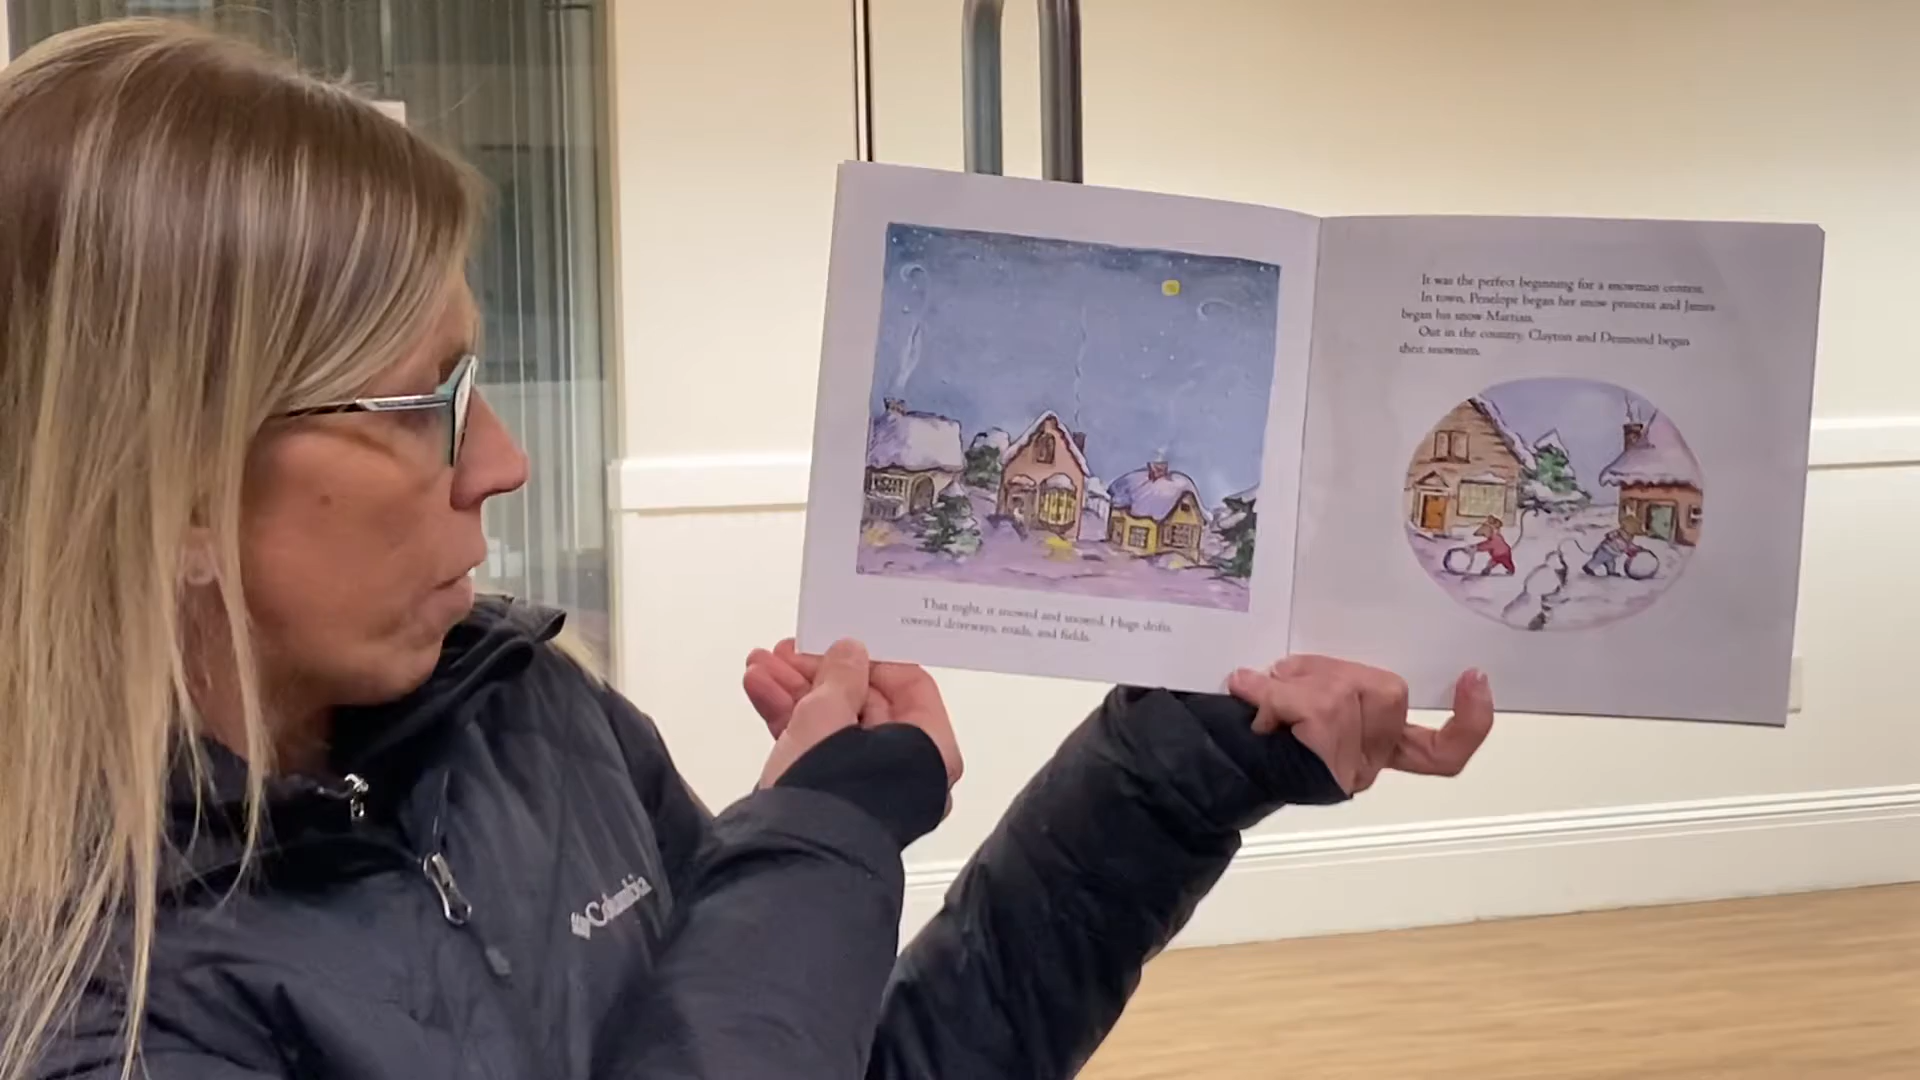 That night, it snowed and snowed. Huge drifts
covered driveways, roads, and fields.
It was the perfect beginning for a snowman contest.
In town, Penelope began her snow princess and James
began his snow Martian.
Out in the country, Clayton and Desmond began
their snowmen.
Columbia